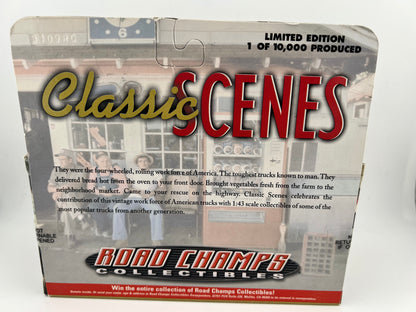 LIMITED EDITION
1 OF 10,000 PRODUCED
6
Classic SCENES
They were the four-wheeled, rolling work force of America. The toughest trucks known to man. They
delivered bread hot from the oven to your front door. Brought vegetables fresh from the farm to the
neighborhood market. Came to your rescue on the highway. Classic Scenes celebrates the
contribution of this vintage work force of American trucks with 1:43 scale collectibles of some of the
most popular trucks from another generation.
ROAD CHAMPS
COLLECTIBLES
Win the entire collection of Road Champs Collectibles!